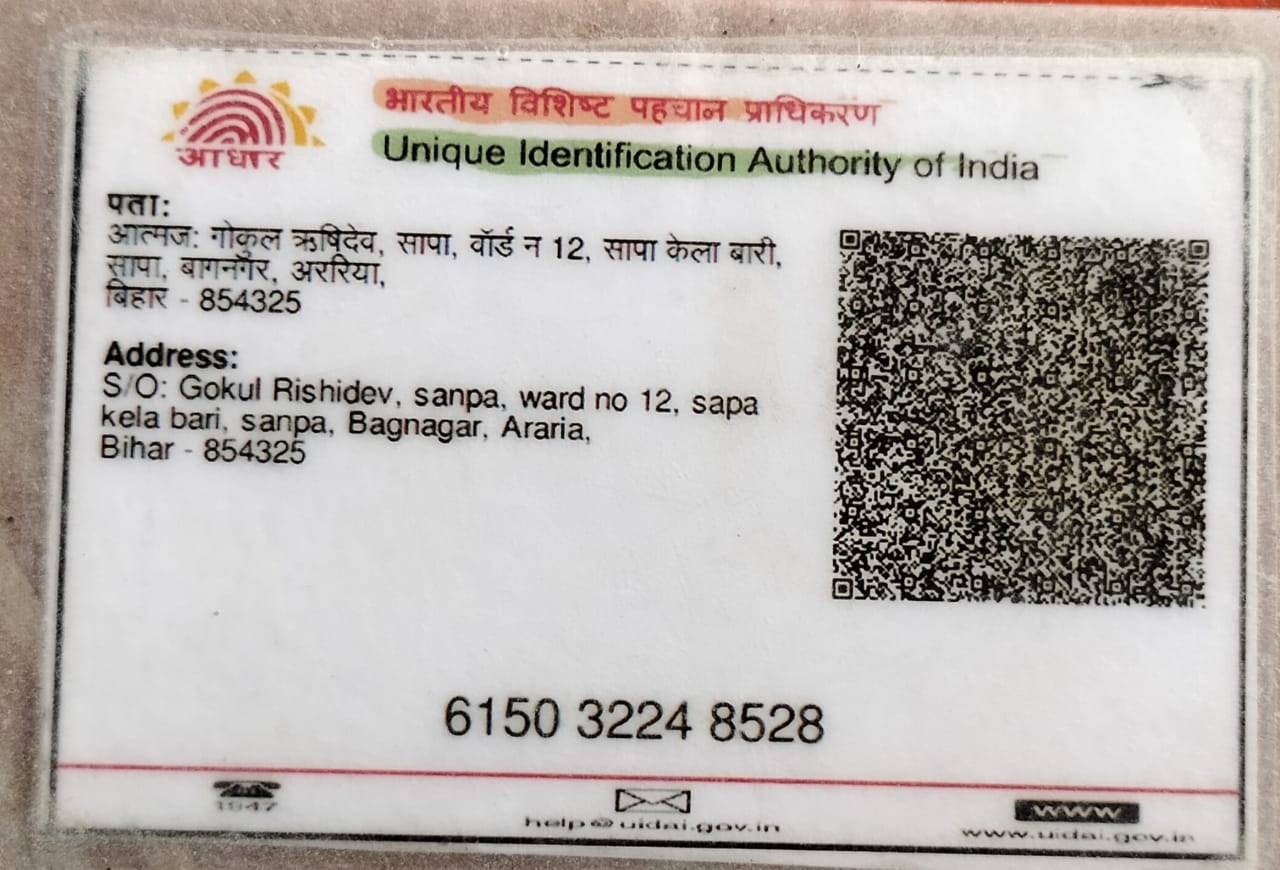 आधार
भारतीय विशिष्ट पहचान प्राधिकरण
Unique Identification Authority of India
पता:
आत्मज: गोकुल ऋषिदेव, सापा, वॉर्ड न 12, सापा केला बारी,
सापा, बागनगर, अररिया,
बिहार - 854325
Address:
S/O: Gokul Rishidev, sanpa, ward no 12, sapa
kela bari, sanpa, Bagnagar, Araria,
Bihar - 854325
6150 3224 8528
1947
help@uidai.gov.in
www
www.uidai.gov.in